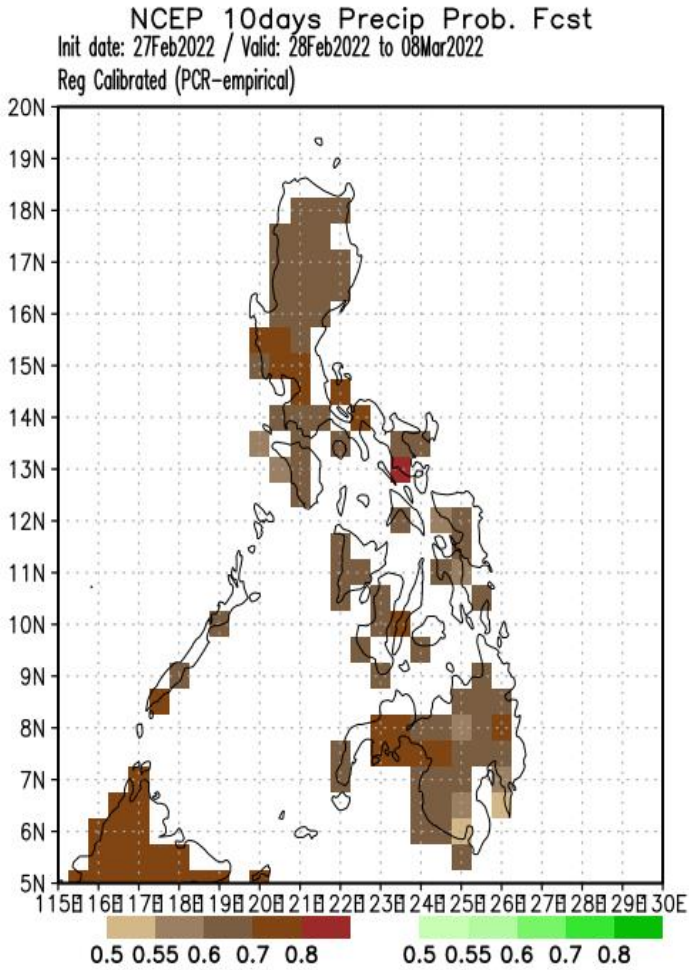 NCEP 10days Precip Prob. Fcst
Init date: 27Feb2022 / Valid: 28Feb2022 to 08Mar2022
Reg Calibrated (PCR-empirical)
20N
19N
18N
17N
16N
15N
14N
13N
12N
11N
10N
9N
8N
7N
6N
5N
115E 116E 117E 118E 119E 120E 121E 122E 123E 124E 125E 126E 127E 128E 129E 130E
0.5 0.55 0.6 0.7 0.8 0.5 0.55 0.6 0.7 0.8